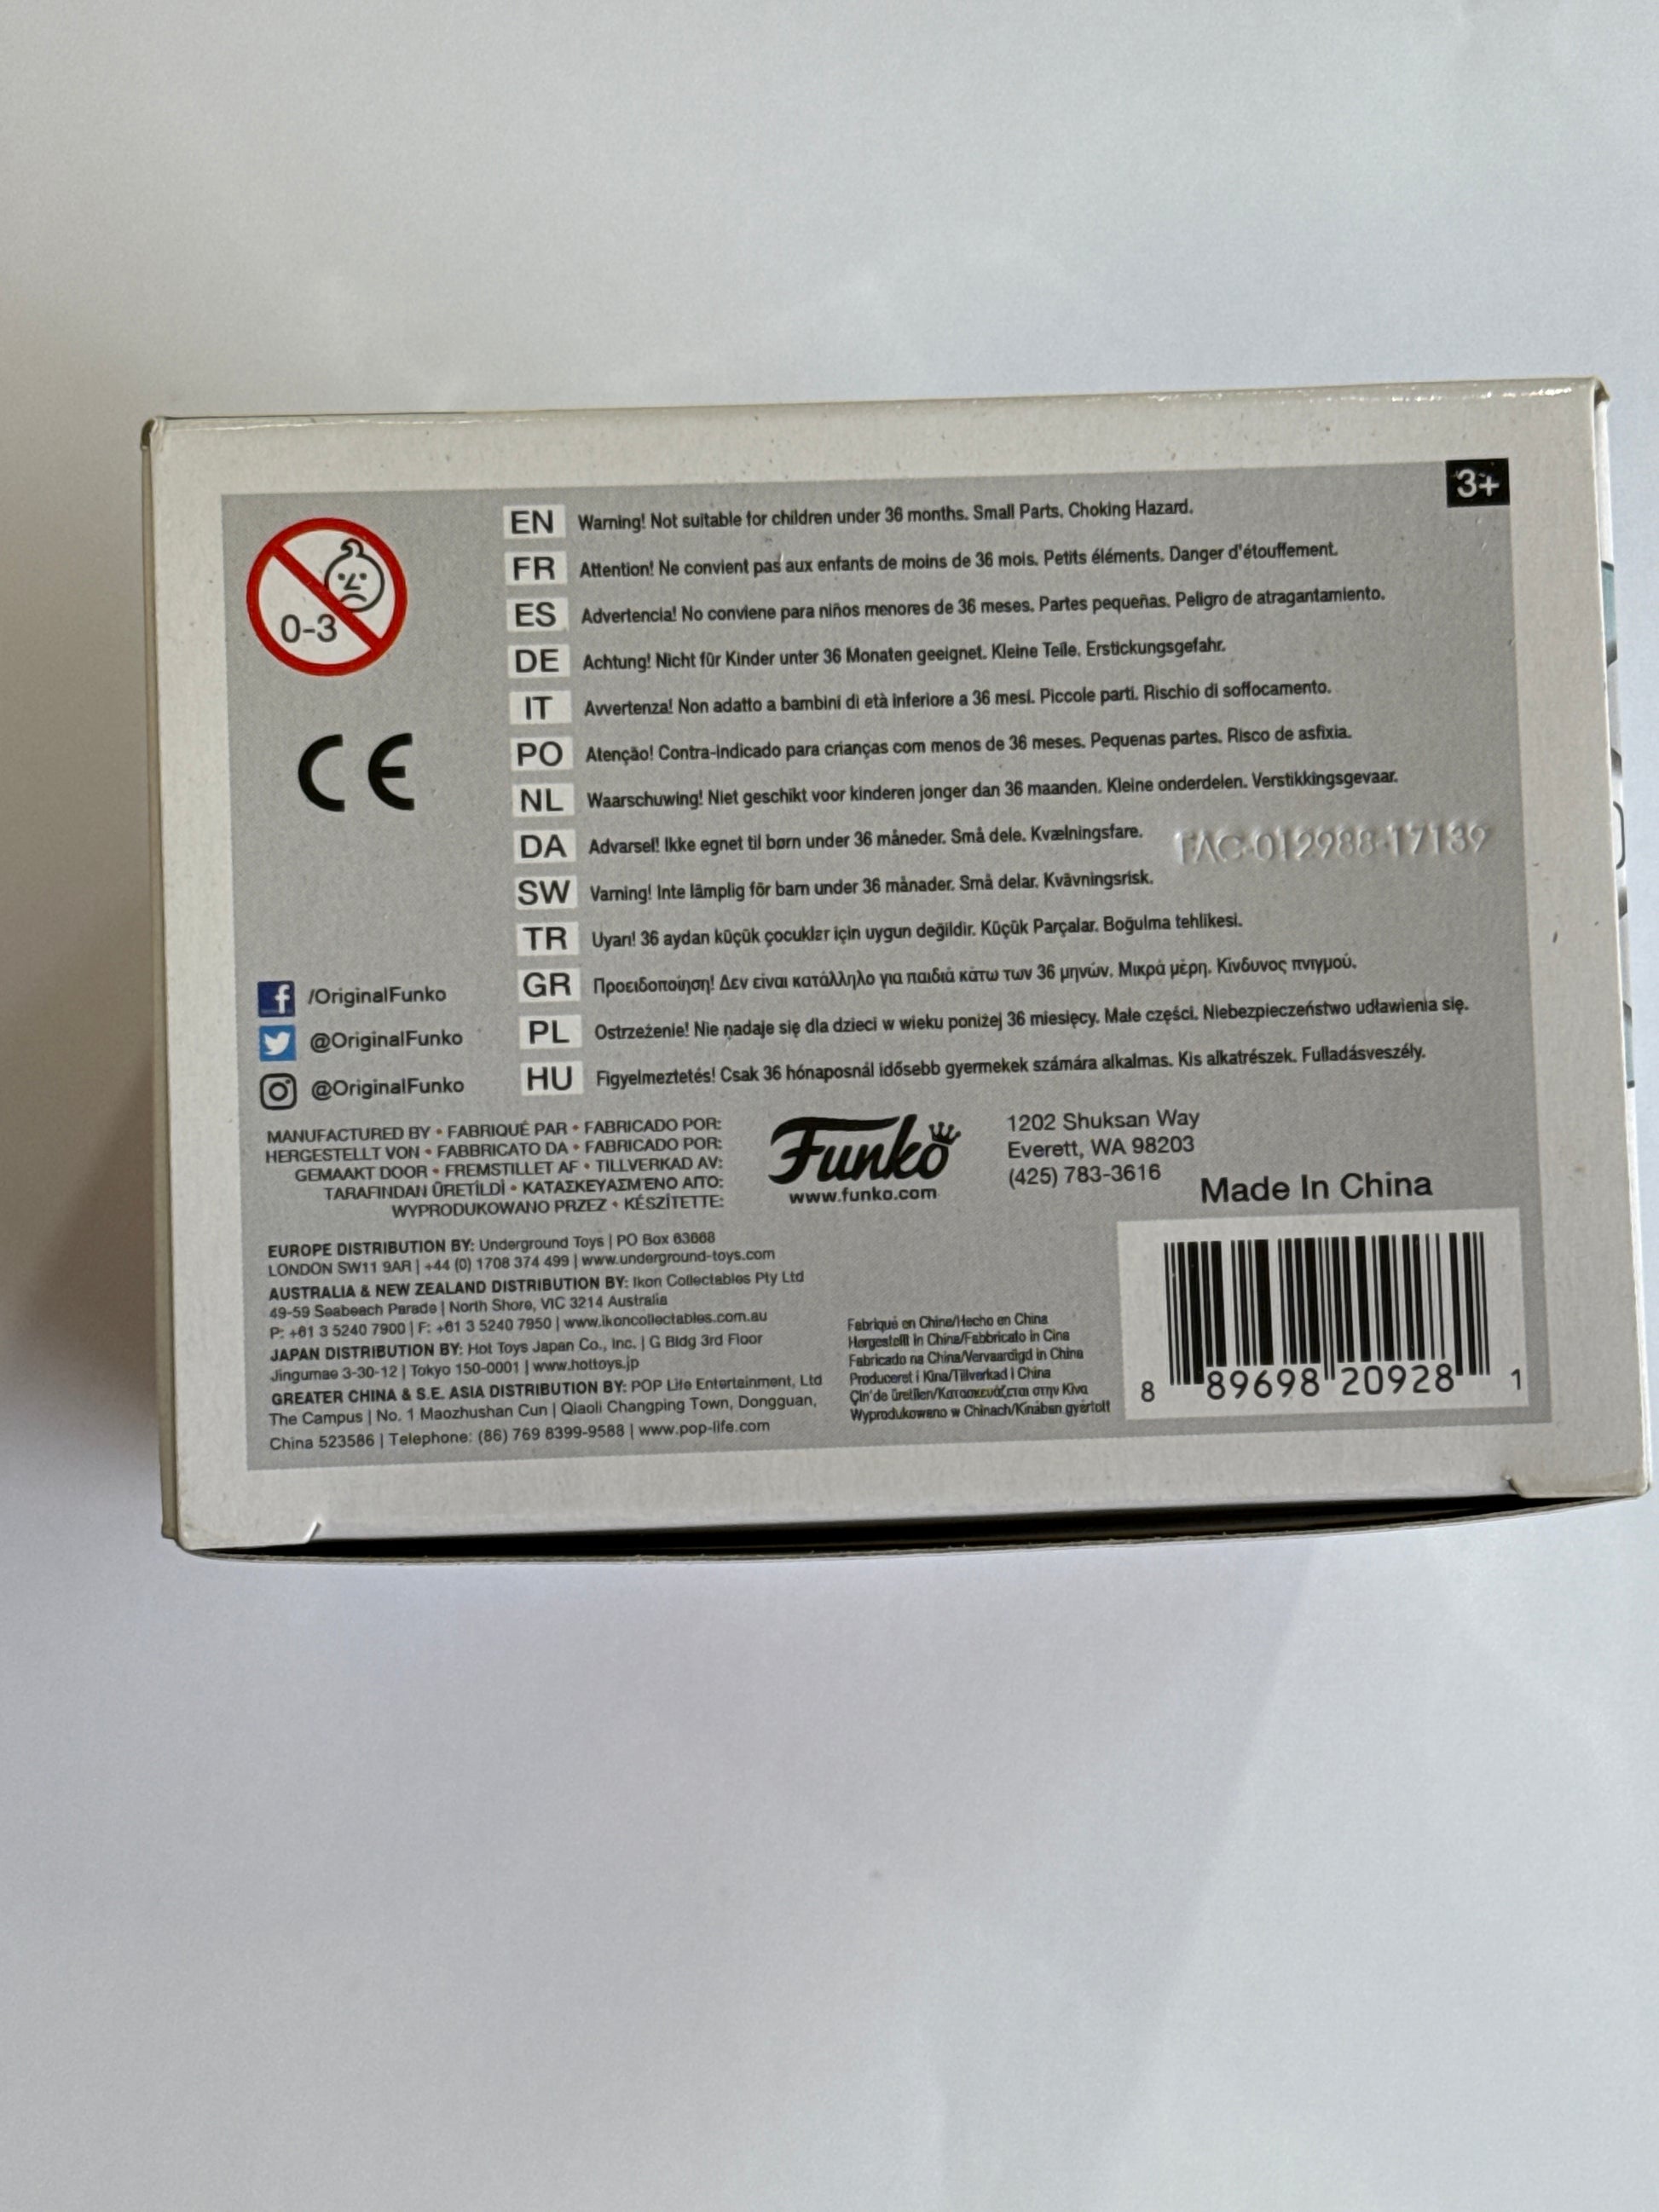 3+
0-3
CE
EN Warning! Not suitable for children under 36 months. Small Parts. Choking Hazard.
FR Attention! Ne convient pas aux enfants de moins de 36 mois. Petits éléments. Danger d'étouffement.
ES Advertencia! No conviene para niños menores de 36 meses. Partes pequeñas. Peligro de atragantamiento.
DE Achtung! Nicht für Kinder unter 36 Monaten geeignet. Kleine Teile. Erstickungsgefahr.
IT Avvertenza! Non adatto a bambini di età inferiore a 36 mesi. Piccole parti. Rischio di soffocamento.
PO Atenção! Contra-indicado para crianças com menos de 36 meses. Pequenas partes. Risco de asfixia.
NL Waarschuwing! Niet geschikt voor kinderen jonger dan 36 maanden. Kleine onderdelen. Verstikkingsgevaar.
DA Advarsel! Ikke egnet til børn under 36 måneder. Små dele. Kvælningsfare.
FAC-012988-17139
SW Varning! Inte lämplig för barn under 36 månader. Små delar. Kvävningsrisk.
TR Uyarı! 36 aydan küçük çocuklar için uygun değildir. Küçük Parçalar. Boğulma tehlikesi.
GR Προειδοποίηση! Δεν είναι κατάλληλο για παιδιά κάτω των 36 μηνών. Μικρά μέρη. Κίνδυνος πνιγμού.
PL Ostrzeżenie! Nie nadaje się dla dzieci w wieku poniżej 36 miesięcy. Małe części. Niebezpieczeństwo udławienia się.
HU Figyelmeztetés! Csak 36 hónaposnál idősebb gyermekek számára alkalmas. Kis alkatrészek. Fulladásveszély.
/OriginalFunko
@OriginalFunko
@OriginalFunko
MANUFACTURED BY • FABRIQUÉ PAR • FABRICADO POR:
HERGESTELLT VON • FABBRICATO DA • FABRICADO POR:
GEMAAKT DOOR • FREMSTILLET AF • TILLVERKAD AV:
TARAFINDAN ÜRETİLDİ • ΚΑΤΑΣΚΕΥΑΣΜΈΝΟ ΑΠΌ:
WYPRODUKOWANO PRZEZ • KÉSZÍTETTE:
Funko
www.funko.com
1202 Shuksan Way
Everett, WA 98203
(425) 783-3616
Made In China
EUROPE DISTRIBUTION BY: Underground Toys | PO Box 63668
LONDON SW11 9AR | +44 (0) 1708 374 499 | www.underground-toys.com
AUSTRALIA & NEW ZEALAND DISTRIBUTION BY: Ikon Collectables Pty Ltd
49-59 Seabeach Parade | North Shore, VIC 3214 Australia
P: +61 3 5240 7900 | F: +61 3 5240 7950 | www.ikoncollectables.com.au
JAPAN DISTRIBUTION BY: Hot Toys Japan Co., Inc. | G Bldg 3rd Floor
Jingumae 3-30-12 | Tokyo 150-0001 | www.hottoys.jp
GREATER CHINA & S.E. ASIA DISTRIBUTION BY: POP Life Entertainment, Ltd
The Campus | No. 1 Maozhushan Cun | Qiaoli Changping Town, Dongguan,
China 523586 | Telephone: (86) 769 8399-9588 | www.pop-life.com
Fabriqué en Chine/Hecho en China
Hergestellt in China/Fabbricato in Cina
Fabricado na China/Vervaardigd in China
Produceret i Kina/Tillverkad i China
Çin'de üretilen/Κατασκευάζεται στην Κίνα
Wyprodukowano w Chinach/Kínában gyártott
8 89698 20928 1